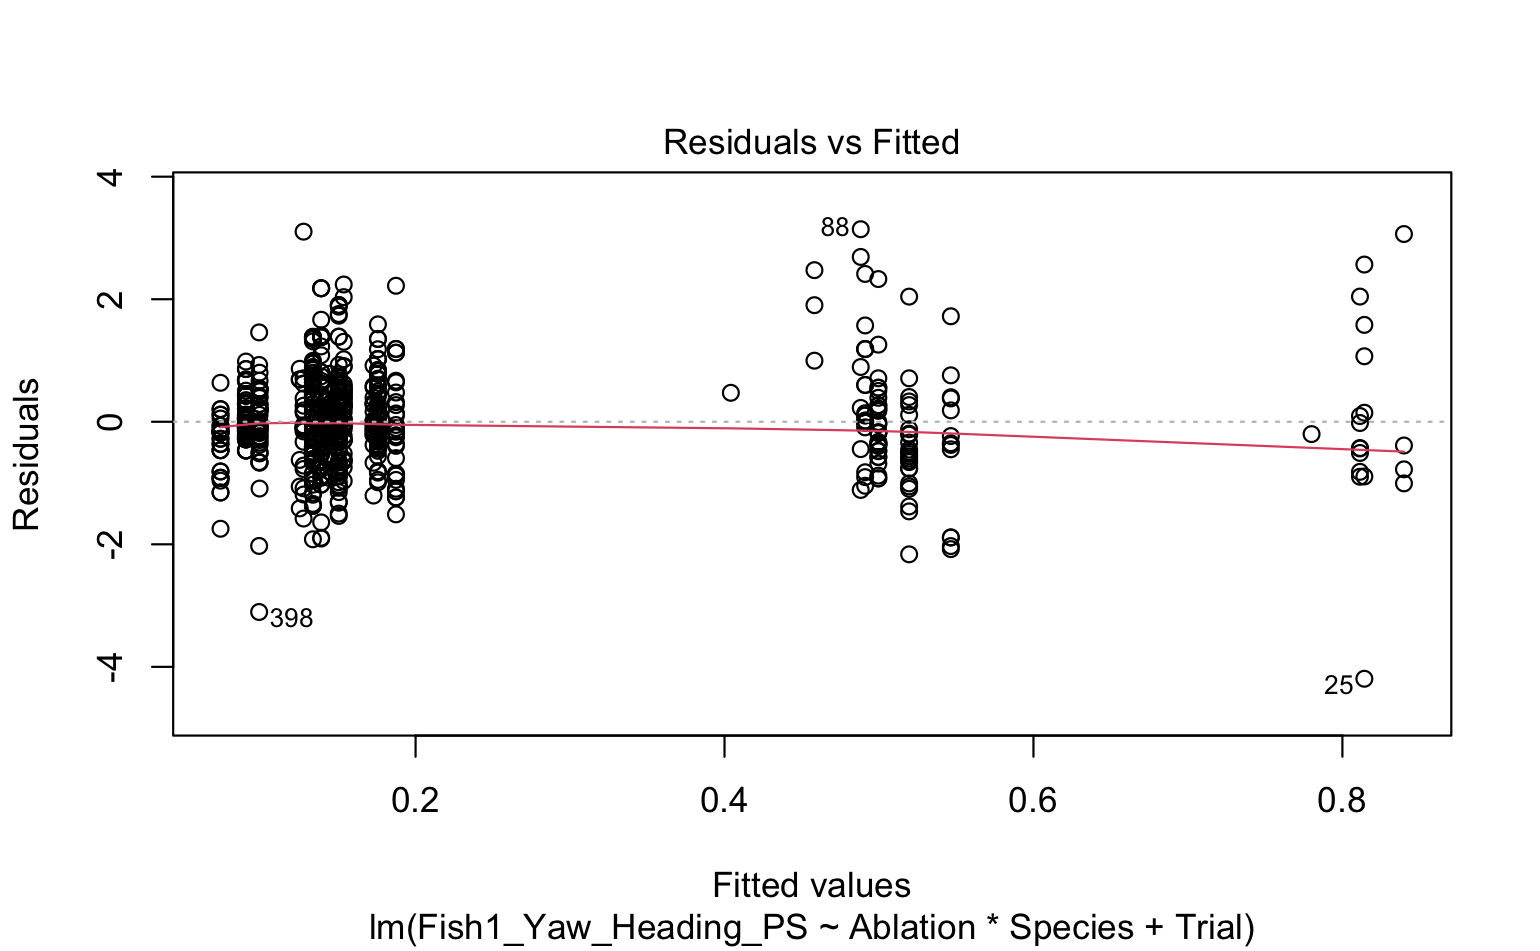 Residuals vs Fitted
Residuals
4
2
0
-2
-4
88
398
25
0.2 0.4 0.6 0.8
Fitted values
lm(Fish1_Yaw_Heading_PS ~ Ablation * Species + Trial)